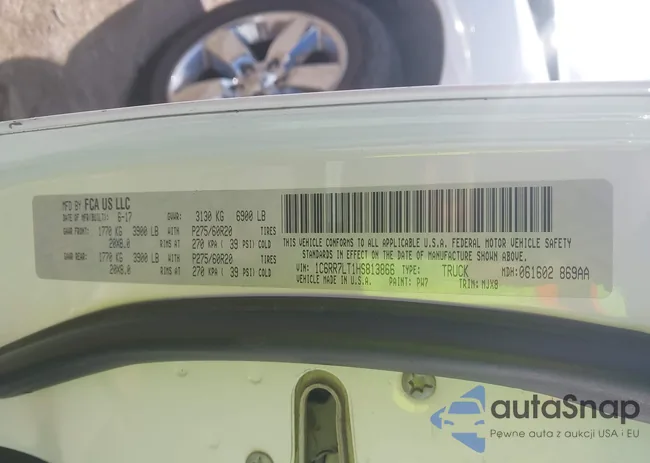 MFD BY FCA US LLC
DATE OF MFR(BUILT): 6-17 GVWR: 3130 KG 6900 LB
GAWR FRONT: 1770 KG 3900 LB WITH P275/60R20 TIRES
20X8.0 RIMS AT 270 KPA( 39 PSI) COLD
GAWR REAR: 1770 KG 3900 LB WITH P275/60R20 TIRES
20X8.0 RIMS AT 270 KPA( 39 PSI) COLD
THIS VEHICLE CONFORMS TO ALL APPLICABLE U.S.A. FEDERAL MOTOR VEHICLE SAFETY
STANDARDS IN EFFECT ON THE DATE OF MANUFACTURE SHOWN ABOVE.
VIN: 1C6RR7LT1HS813866 TYPE: TRUCK MDH: 061602 869AA
VEHICLE MADE IN U.S.A. PAINT: PW7 TRIM: MJX8
autaSnap
Pewne auta z aukcji USA i EU